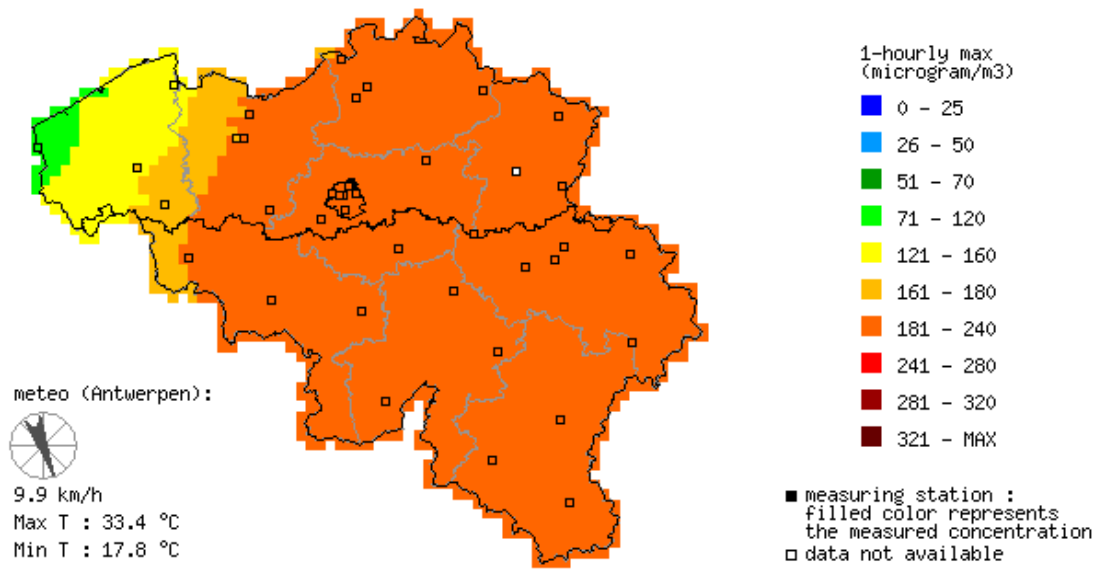 1-hourly max
(microgram/m3)
0 - 25
26 - 50
51 - 70
71 - 120
121 - 160
161 - 180
181 - 240
241 - 280
281 - 320
321 - MAX
meteo (Antwerpen):
9.9 km/h
Max T : 33.4 °C
Min T : 17.8 °C
measuring station :
filled color represents
the measured concentration
data not available